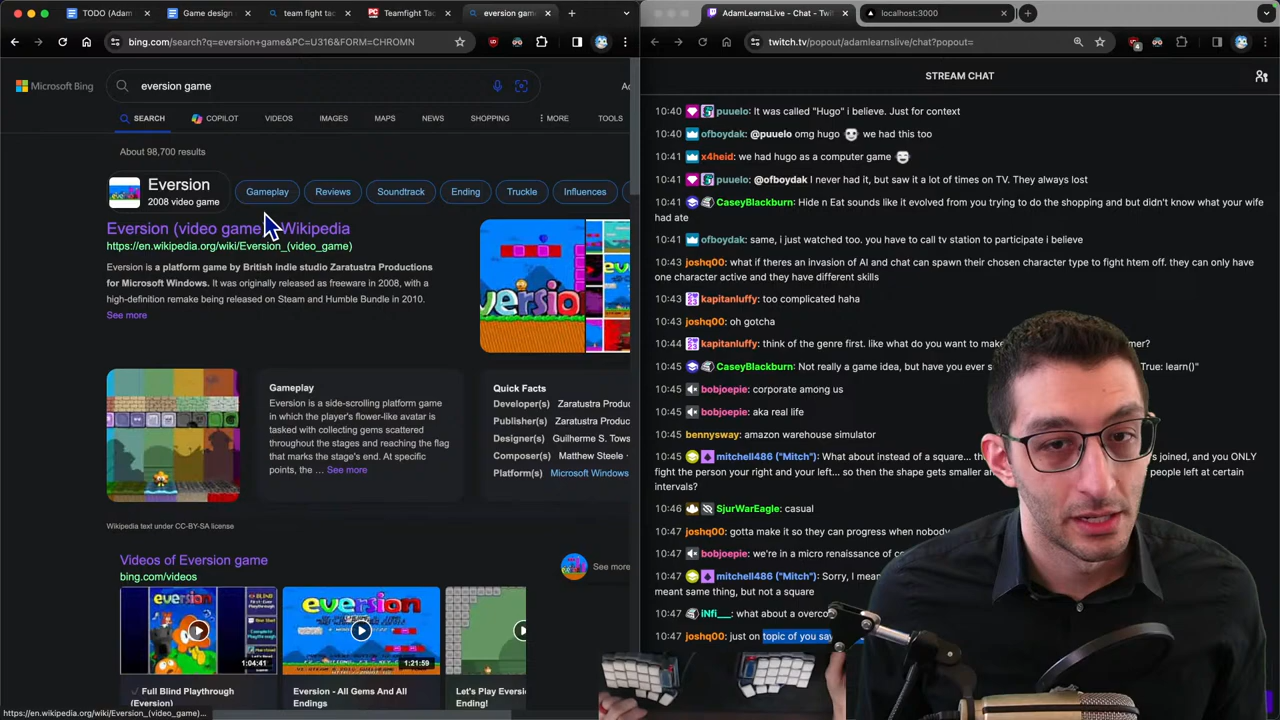 TODO (Adam
Game design
team fight tac
Teamfight Tac
eversion game
AdamLearnsLive - Chat - Twit
localhost:3000
bing.com/search?q=eversion+game&PC=U316&FORM=CHROMN
twitch.tv/popout/adamlearnslive/chat?popout=
4
Microsoft Bing
eversion game
STREAM CHAT
SEARCH
COPILOT
VIDEOS
IMAGES
MAPS
NEWS
SHOPPING
MORE
TOOLS
About 98,700 results
Eversion
2008 video game
Gameplay
Reviews
Soundtrack
Ending
Truckle
Influences
Eversion (video game) Wikipedia
https://en.wikipedia.org/wiki/Eversion_(video_game)
Eversion is a platform game by British indie studio Zaratustra Productions
for Microsoft Windows. It was originally released as freeware in 2008, with a
high-definition remake being released on Steam and Humble Bundle in 2010.
See more
Gameplay
Eversion is a side-scrolling platform game
in which the player's flower-like avatar is
tasked with collecting gems scattered
throughout the stages and reaching the flag
that marks the stage's end. At specific
points, the … See more
Quick Facts
Developer(s) Zaratustra Produc
Publisher(s) Zaratustra Produc
Designer(s) Guilherme S. Tows
Composer(s) Matthew Steele ·
Platform(s) Microsoft Windows
Wikipedia text under CC-BY-SA license
Videos of Eversion game
bing.com/videos
See more
eversion
1:04:41
1:21:59
Full Blind Playthrough
(Eversion)
Eversion - All Gems And All
Endings
Let's Play Eversio
Ending!
https://en.wikipedia.org/wiki/Eversion_(video_game)...
10:40 puuelo: It was called "Hugo" i believe. Just for context
10:40 ofboydak: @puuelo omg hugo we had this too
10:41 x4heid: we had hugo as a computer game
10:41 puuelo: @ofboydak I never had it, but saw it a lot of times on TV. They always lost
10:41 CaseyBlackburn: Hide n Eat sounds like it evolved from you trying to do the shopping and but didn't know what your wife
had ate
10:41 ofboydak: same, i just watched too. you have to call tv station to participate i believe
10:43 joshq00: what if theres an invasion of AI and chat can spawn their chosen character type to fight htem off. they can only have
one character active and they have different skills
10:43 kapitanluffy: too complicated haha
10:43 joshq00: oh gotcha
10:44 kapitanluffy: think of the genre first. like what do you want to make mer?
10:45 CaseyBlackburn: Not really a game idea, but have you ever s True: learn()"
10:45 bobjoepie: corporate among us
10:45 bobjoepie: aka real life
10:45 bennysway: amazon warehouse simulator
10:45 mitchell486 ("Mitch"): What about instead of a square... th s joined, and you ONLY
fight the person your right and your left... so then the shape gets smaller a people left at certain
intervals?
10:46 SjurWarEagle: casual
10:47 joshq00: gotta make it so they can progress when nobody
10:47 bobjoepie: we're in a micro renaissance of co
10:47 mitchell486 ("Mitch"): Sorry, I mea
meant same thing, but not a square
10:47 iNfi___: what about a overco
10:47 joshq00: just on topic of you say